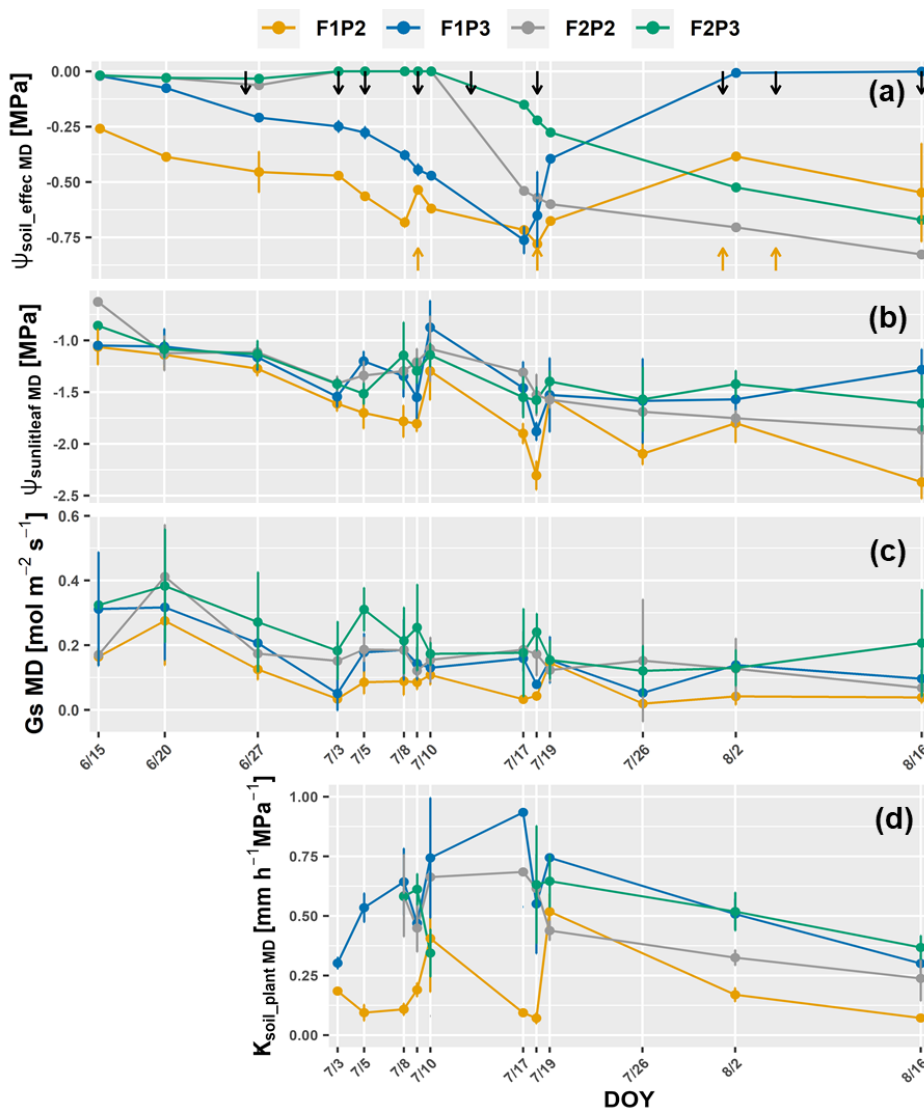 F1P2 F1P3 F2P2 F2P3
(a)
ψsoil_effec MD [MPa]
0.00
-0.25
-0.50
-0.75
(b)
ψsunlitleaf MD [MPa]
-1.0
-1.5
-2.0
-2.5
(c)
Gs MD [mol m⁻² s⁻¹]
0.6
0.4
0.2
0.0
6/15 6/20 6/27 7/3 7/5 7/8 7/10 7/17 7/19 7/26 8/2 8/16
(d)
Ksoil_plant MD [mm h⁻¹MPa⁻¹]
1.00
0.75
0.50
0.25
0.00
7/3 7/5 7/8 7/10 7/17 7/19 7/26 8/2 8/16
DOY